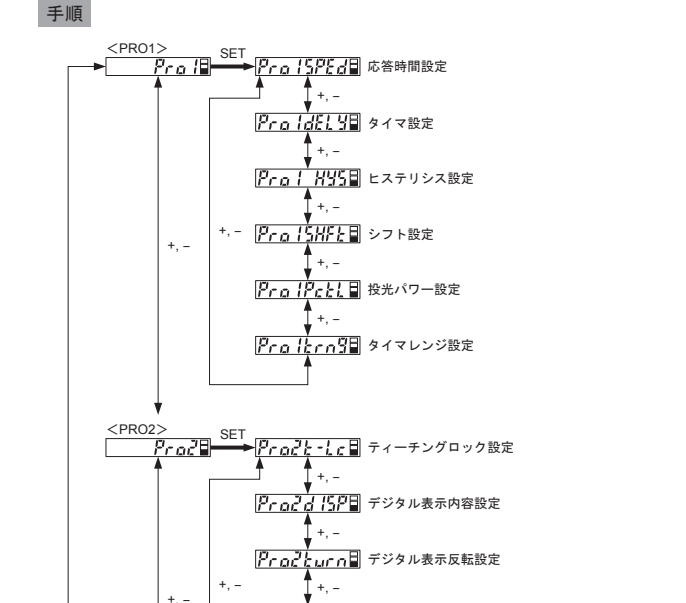 手順
<PRO1>
SET
Pro1
Pro1SPEd 応答時間設定
+, –
Pro1dELY タイマ設定
+, –
Pro1 HYS ヒステリシス設定
+, –
+, –
Pro1SHFt シフト設定
+, –
+, –
Pro1PctL 投光パワー設定
+, –
Pro1trng タイマレンジ設定
<PRO2>
SET
Pro2
Pro2t-Lc ティーチングロック設定
+, –
Pro2dISP デジタル表示内容設定
+, –
Pro2turn デジタル表示反転設定
+, –
+, –
+, –